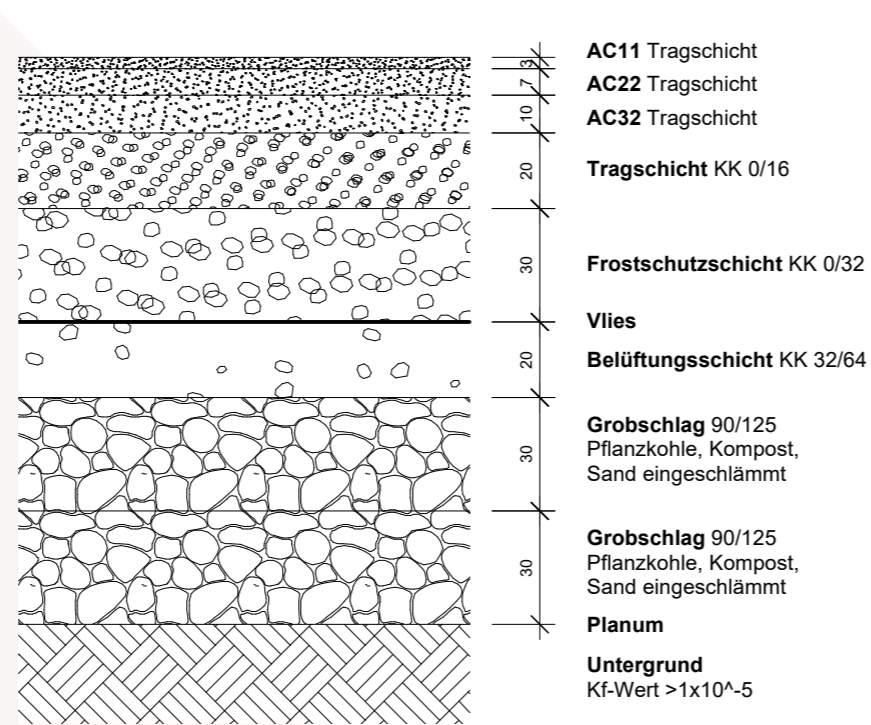 3
AC11 Tragschicht
7
AC22 Tragschicht
10
AC32 Tragschicht
20
Tragschicht KK 0/16
30
Frostschutzschicht KK 0/32
Vlies
20
Belüftungsschicht KK 32/64
30
Grobschlag 90/125
Pflanzkohle, Kompost,
Sand eingeschlämmt
30
Grobschlag 90/125
Pflanzkohle, Kompost,
Sand eingeschlämmt
Planum
Untergrund
Kf-Wert >1x10^-5